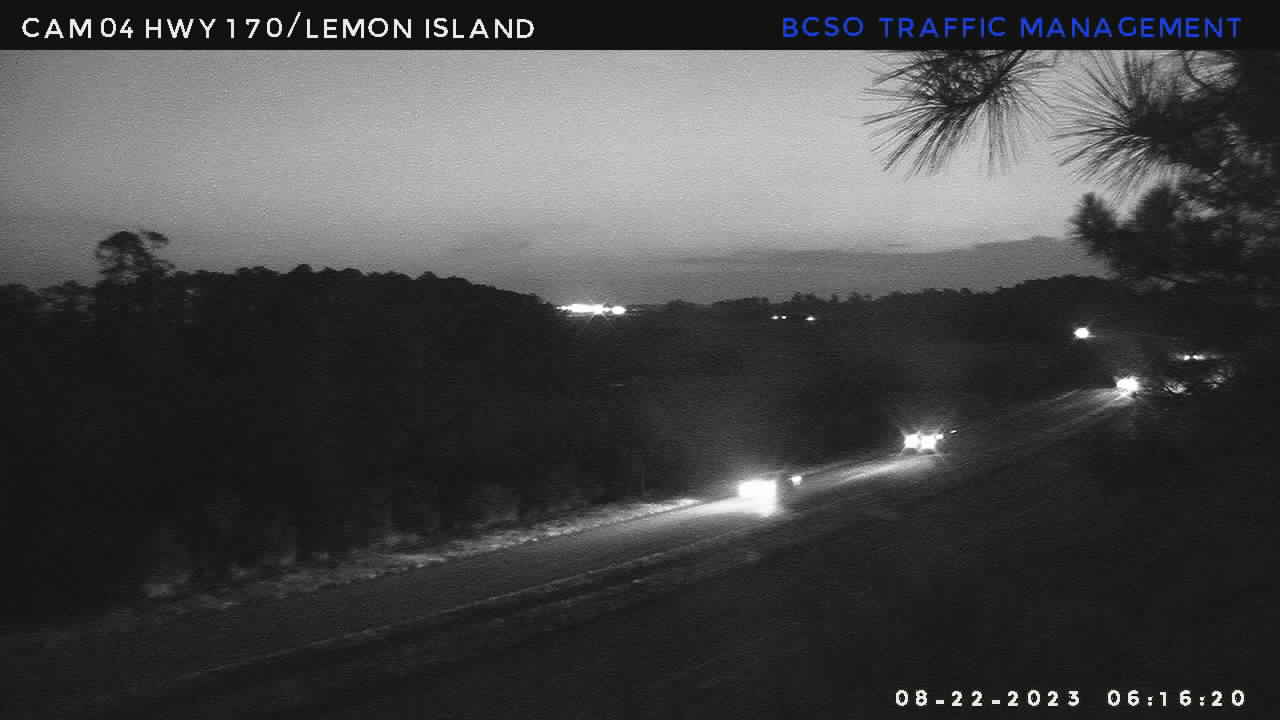 CAM04 HWY 170/LEMON ISLAND
BCSO TRAFFIC MANAGEMENT
08-22-2023 06:16:20